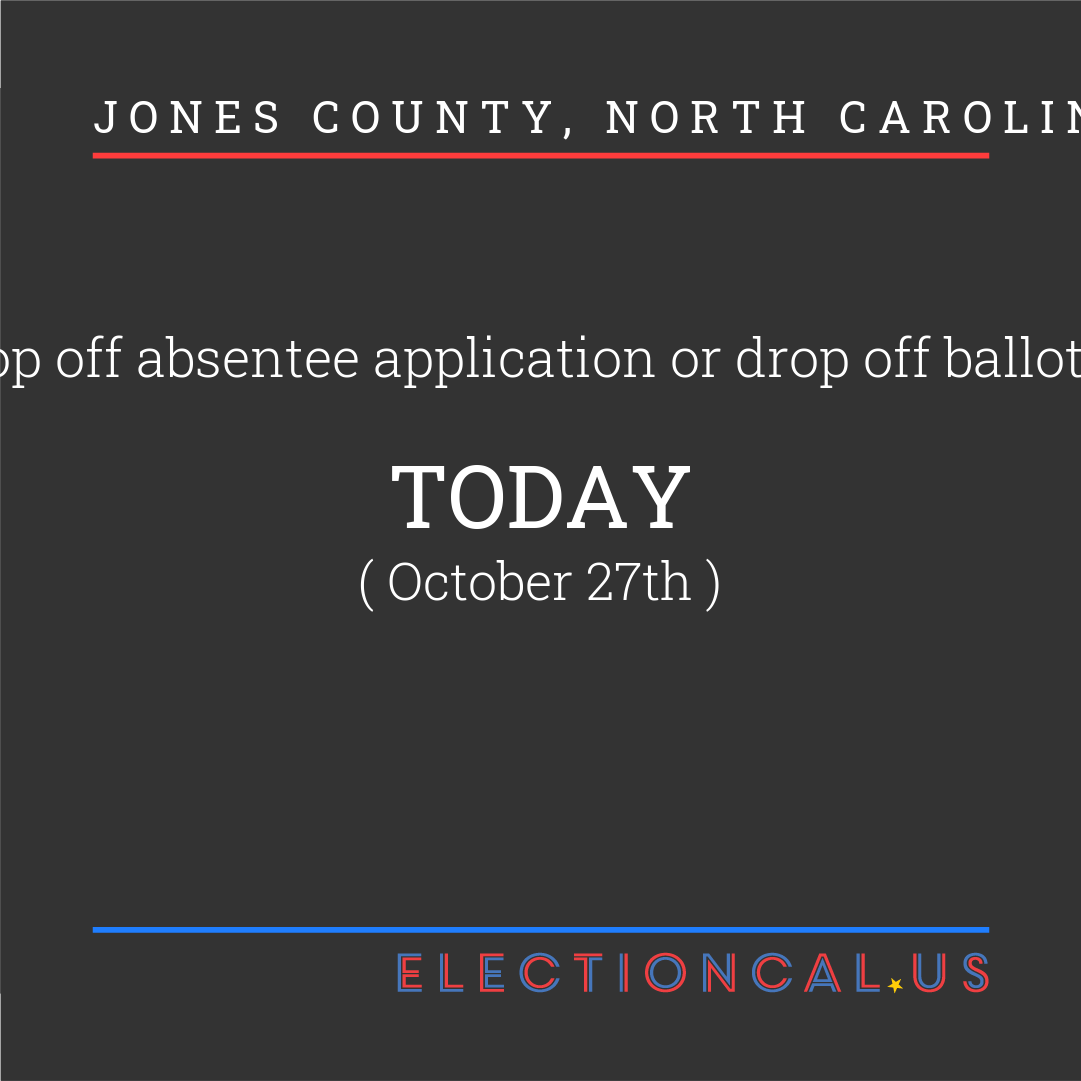 JONES COUNTY, NORTH CAROLIN
op off absentee application or drop off ballot
TODAY
( October 27th )
ELECTIONCAL.US